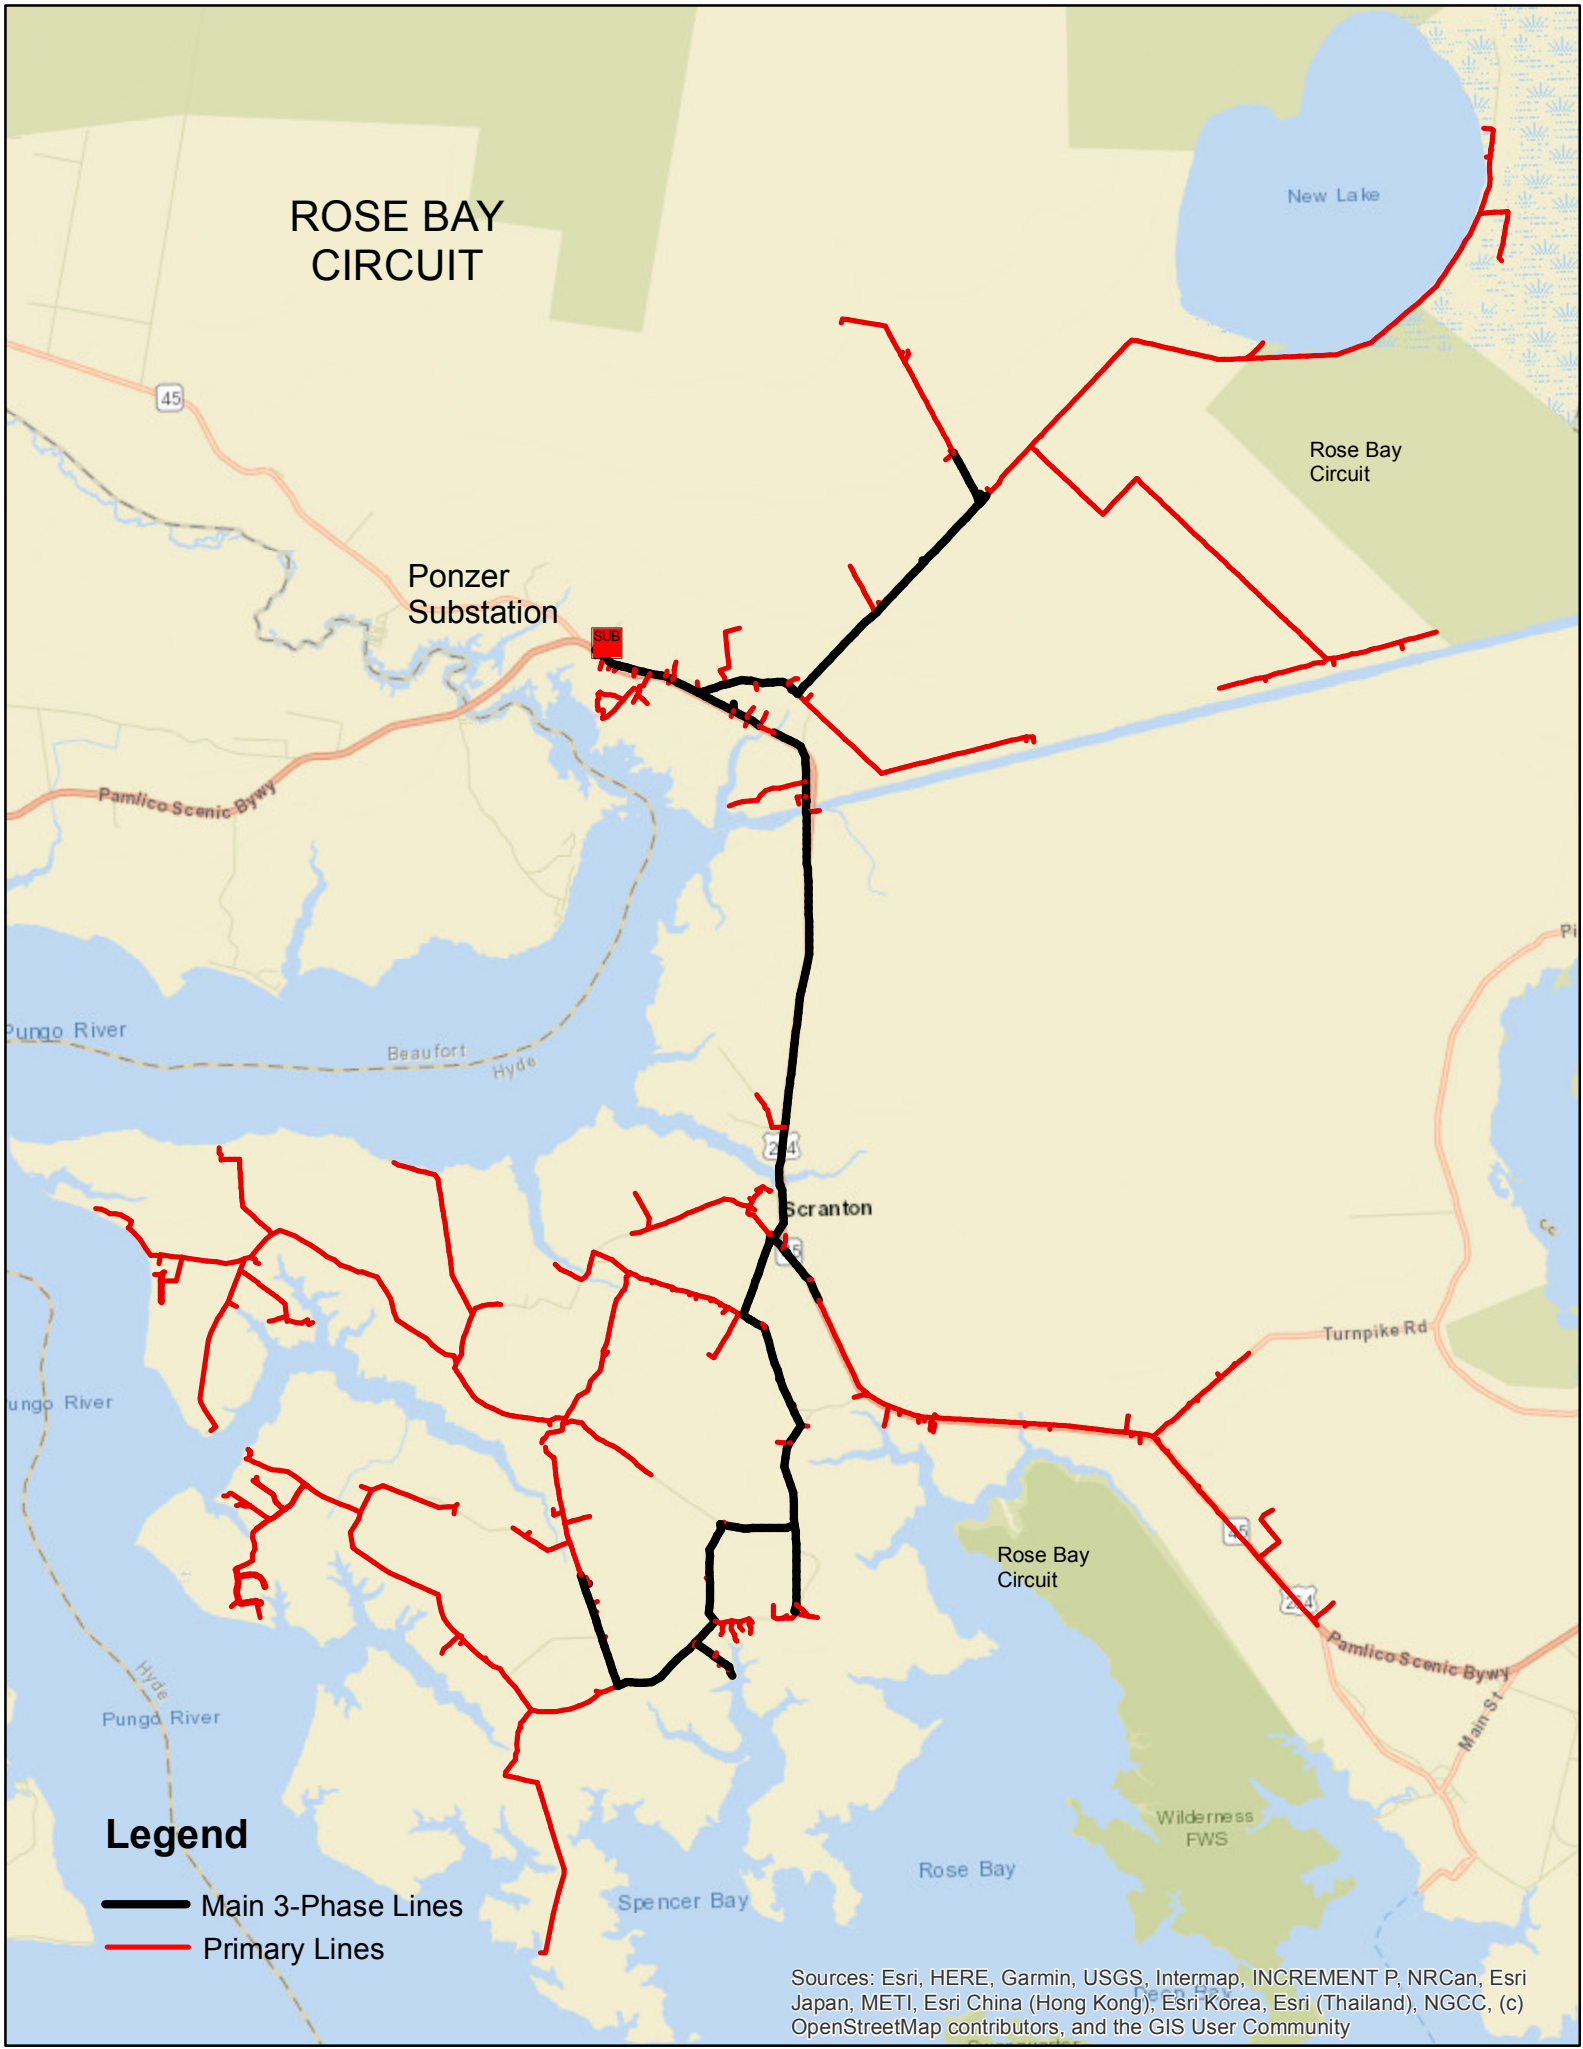 ROSE BAY
CIRCUIT
New Lake
45
Rose Bay
Circuit
Ponzer
Substation
SUB
Pamlico Scenic Bywy
Pungo River
Beaufort
Hyde
Scranton
Turnpike Rd
ungo River
45
Rose Bay
Circuit
Pamlico Scenic Bywy
Main St
Hyde
Pungo River
Wilderness
FWS
Rose Bay
Spencer Bay
Legend
Main 3-Phase Lines
Primary Lines
Sources: Esri, HERE, Garmin, USGS, Intermap, INCREMENT P, NRCan, Esri
Japan, METI, Esri China (Hong Kong), Esri Korea, Esri (Thailand), NGCC, (c)
OpenStreetMap contributors, and the GIS User Community